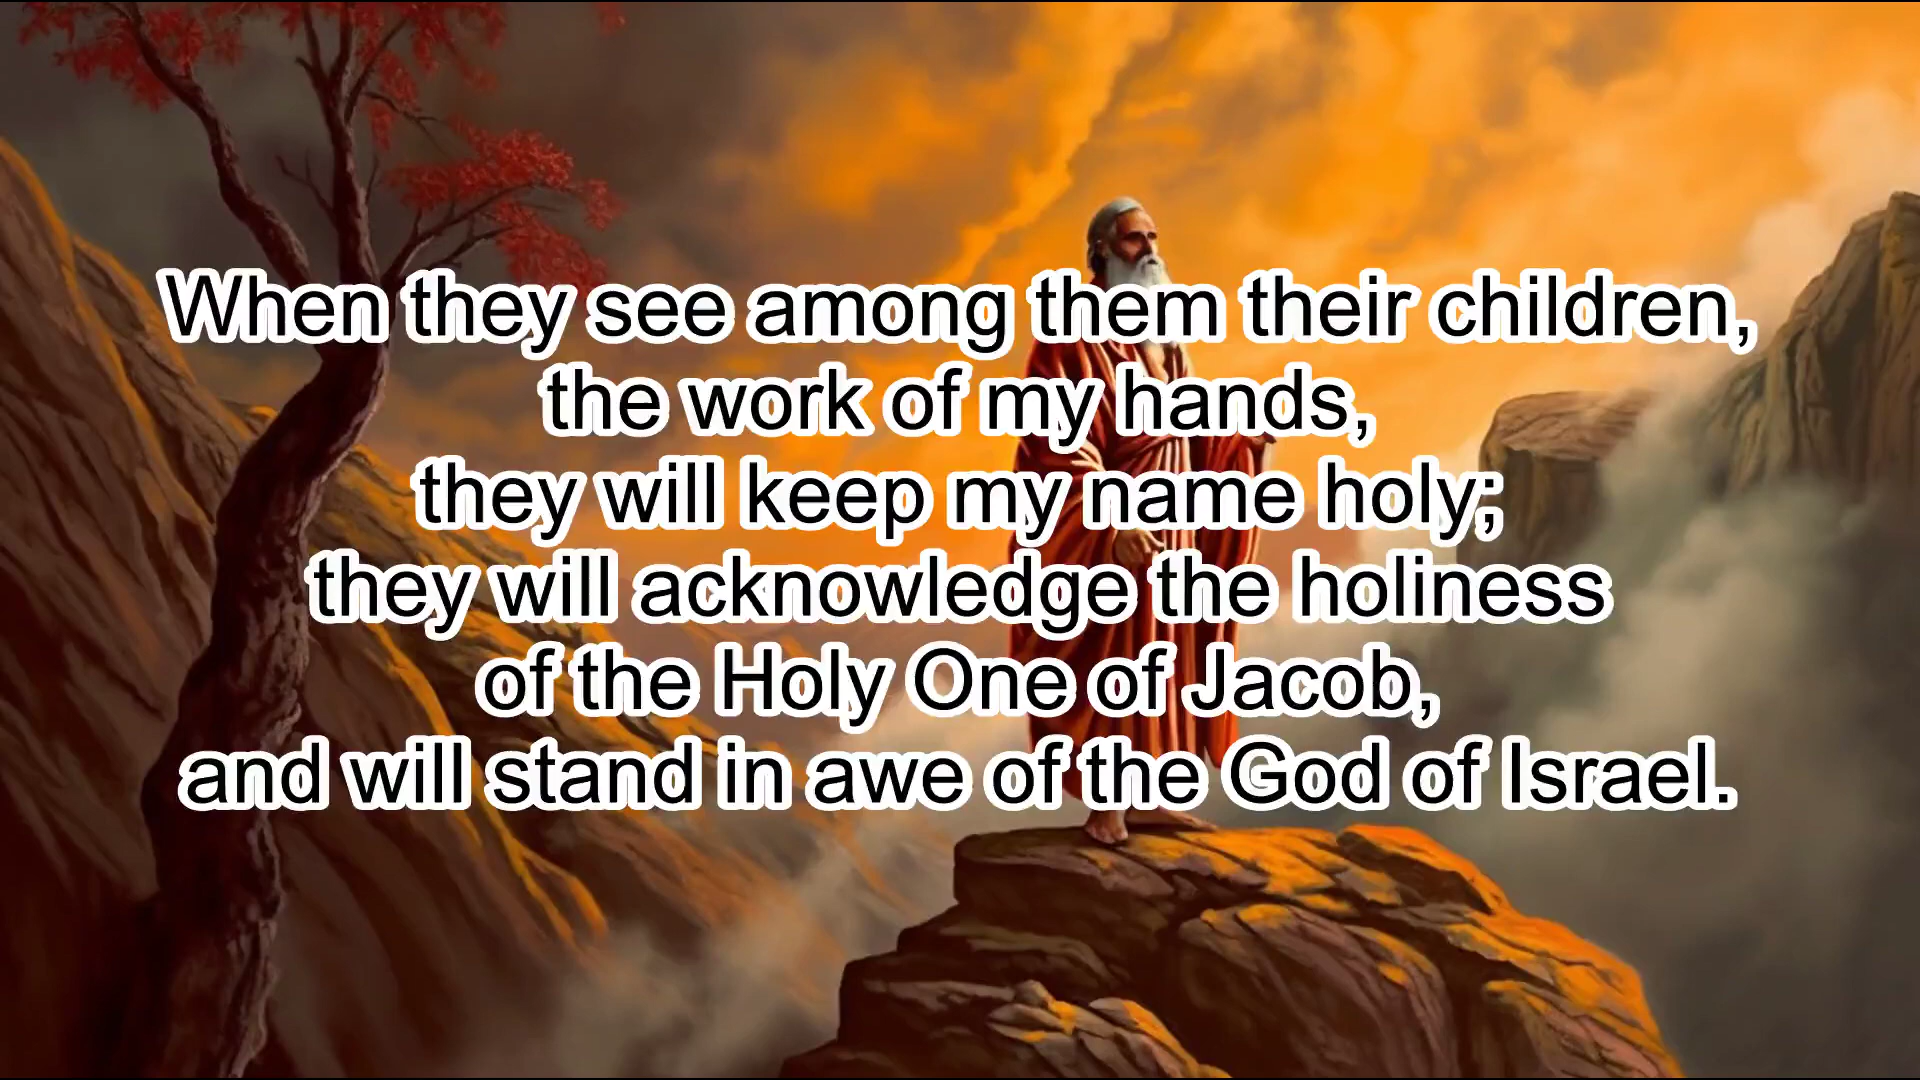 When they see among them their children,
the work of my hands,
they will keep my name holy;
they will acknowledge the holiness
of the Holy One of Jacob,
and will stand in awe of the God of Israel.